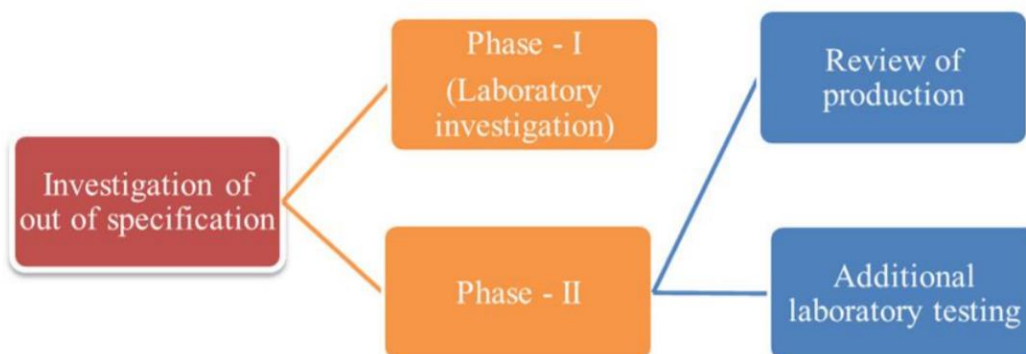 Investigation of
out of specification
Phase - I
(Laboratory
investigation)
Phase - II
Review of
production
Additional
laboratory testing